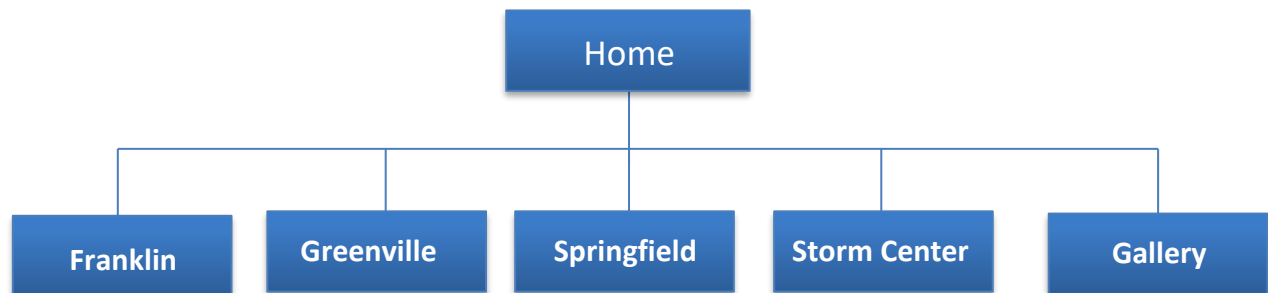 Home
Franklin
Greenville
Springfield
Storm Center
Gallery